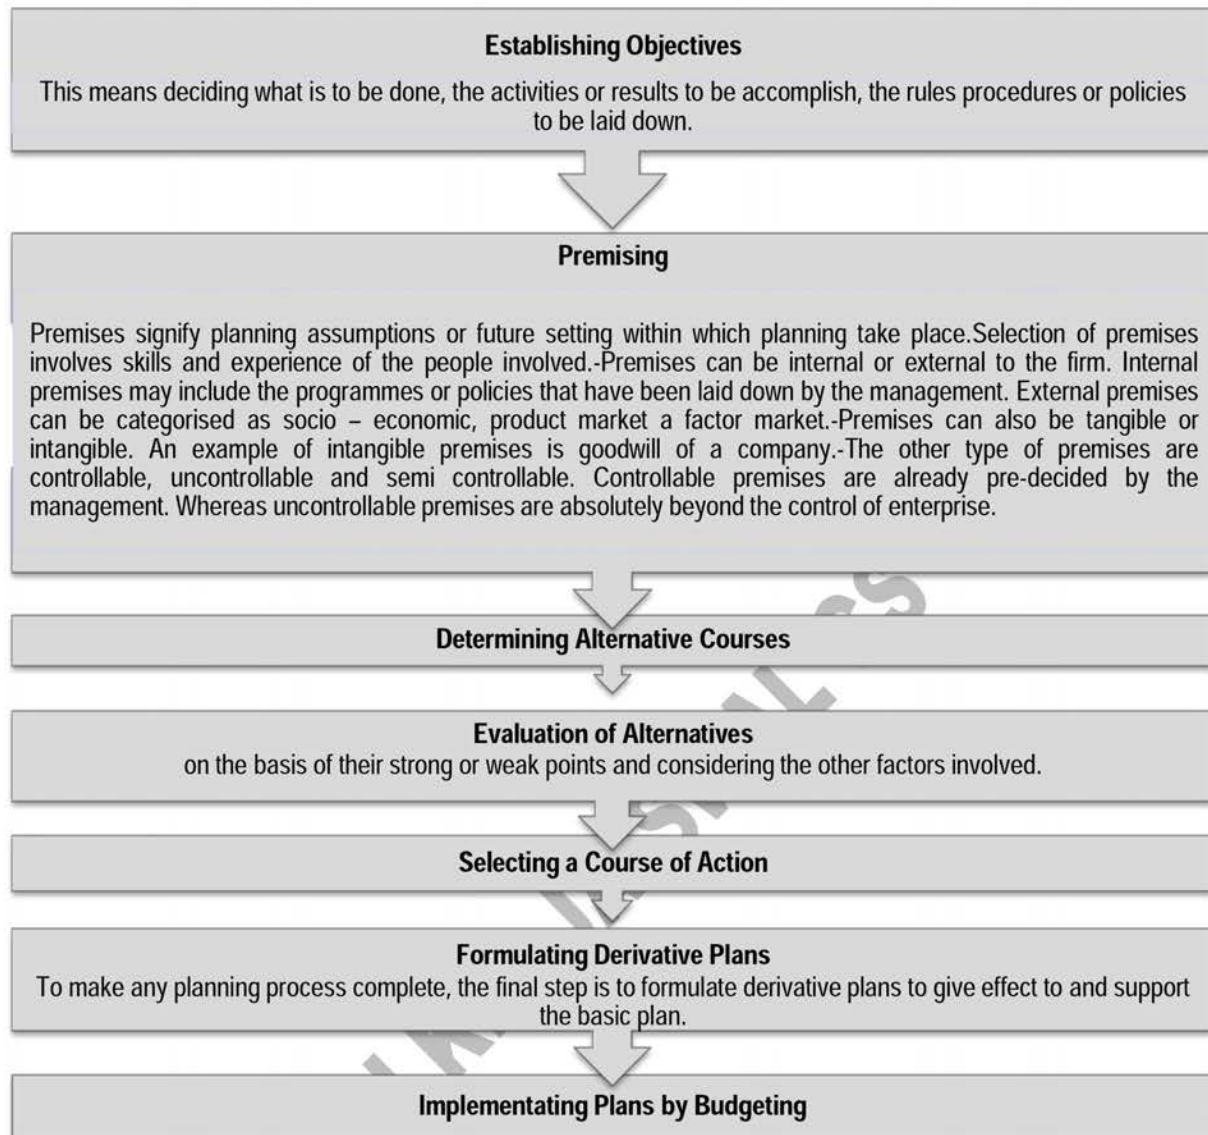 Establishing Objectives
This means deciding what is to be done, the activities or results to be accomplish, the rules procedures or policies
to be laid down.
Premising
Premises signify planning assumptions or future setting within which planning take place.Selection of premises
involves skills and experience of the people involved.-Premises can be internal or external to the firm. Internal
premises may include the programmes or policies that have been laid down by the management. External premises
can be categorised as socio – economic, product market a factor market.-Premises can also be tangible or
intangible. An example of intangible premises is goodwill of a company.-The other type of premises are
controllable, uncontrollable and semi controllable. Controllable premises are already pre-decided by the
management. Whereas uncontrollable premises are absolutely beyond the control of enterprise.
Determining Alternative Courses
Evaluation of Alternatives
on the basis of their strong or weak points and considering the other factors involved.
Selecting a Course of Action
Formulating Derivative Plans
To make any planning process complete, the final step is to formulate derivative plans to give effect to and support
the basic plan.
Implementating Plans by Budgeting